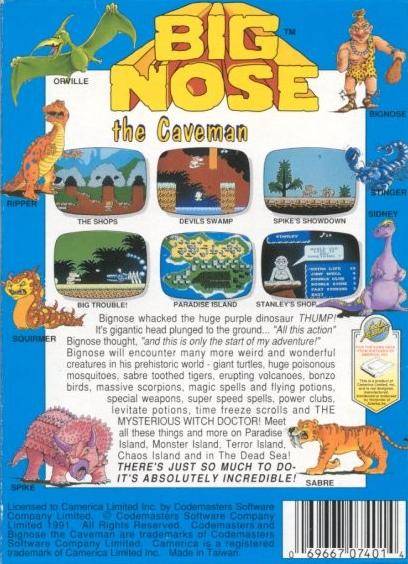 BIG
NOSE
TM
the Caveman
ORVILLE
BIGNOSE
RIPPER
STINGER
SIDNEY
THE SHOPS
DEVILS SWAMP
SPIKE'S SHOWDOWN
BIG TROUBLE!
PARADISE ISLAND
STANLEY'S SHOP
STANLEY
EXTRA LIFE
SQUIRMER
Bignose whacked the huge purple dinosaur THUMP!
It's gigantic head plunged to the ground... "All this action"
Bignose thought, "and this is only the start of my adventure!"
Bignose will encounter many more weird and wonderful
creatures in his prehistoric world - giant turtles, huge poisonous
mosquitoes, sabre toothed tigers, erupting volcanoes, bonzo
birds, massive scorpions, magic spells and flying potions,
special weapons, super speed spells, power clubs,
levitate potions, time freeze scrolls and THE
MYSTERIOUS WITCH DOCTOR! Meet
all these things and more on Paradise
Island, Monster Island, Terror Island,
Chaos Island and in The Dead Sea!
THERE'S JUST SO MUCH TO DO-
IT'S ABSOLUTELY INCREDIBLE!
SPIKE
SABRE
Licensed to Camerica Limited Inc. by Codemasters Software
Company Limited. © Codemasters Software Company
Limited 1991. All Rights Reserved. Codemasters and
Bignose the Caveman are trademarks of Codemasters
Software Company Limited. Camerica is a registered
trademark of Camerica Limited Inc. Made in Taiwan.
0 69667 07401 4